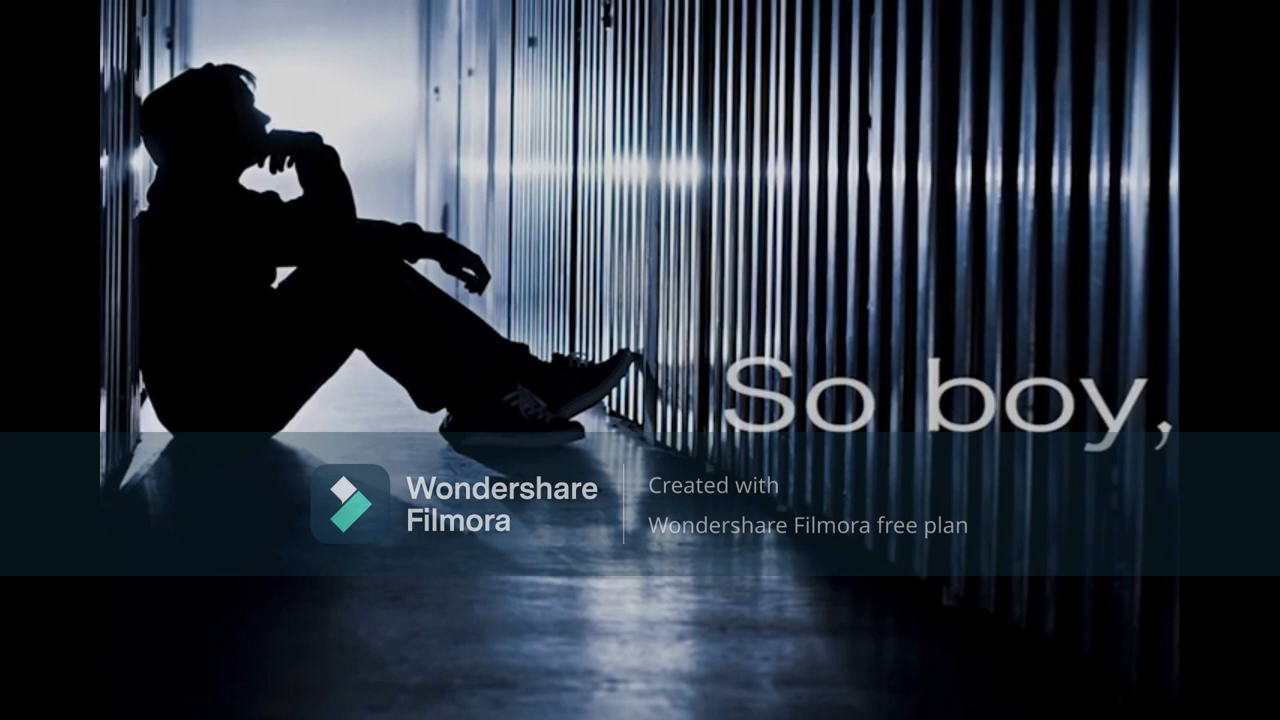 So boy,
Wondershare
Filmora
Created with
Wondershare Filmora free plan